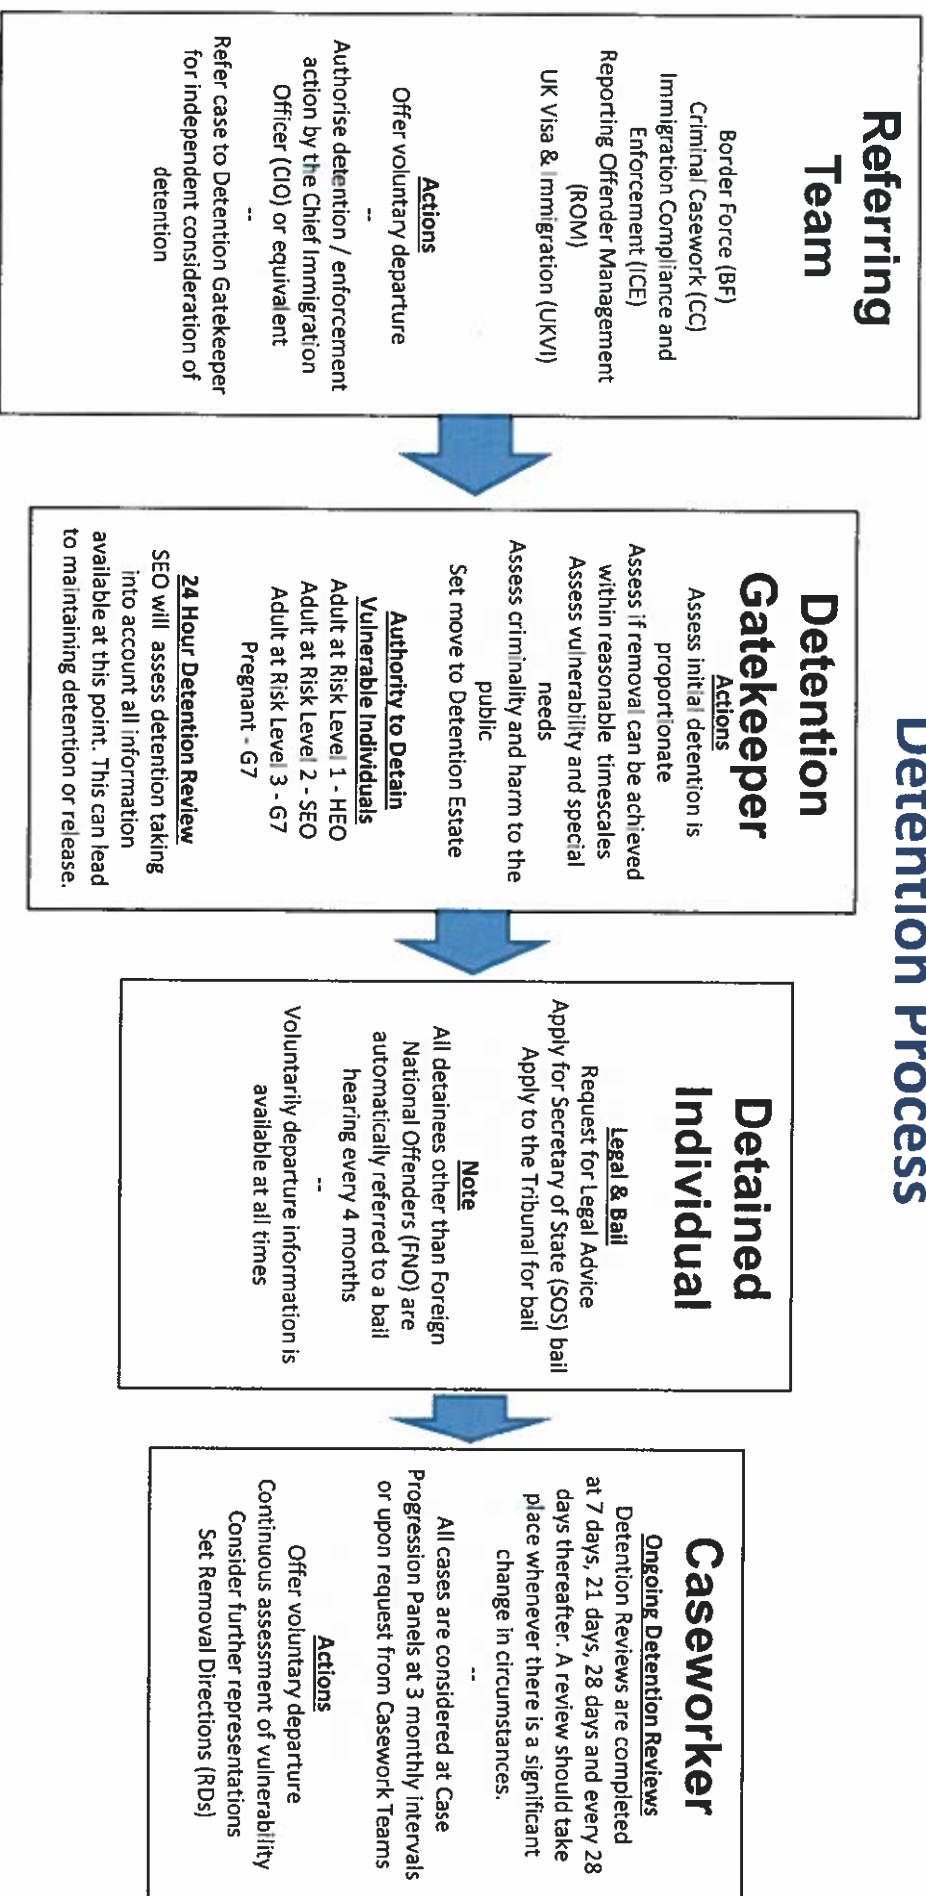 Detention Process
Referring
Team
Border Force (BF)
Criminal Casework (CC)
Immigration Compliance and
Enforcement (ICE)
Reporting Offender Management
(ROM)
UK Visa & Immigration (UKVI)
Actions
Offer voluntary departure
--
Authorise detention / enforcement
action by the Chief Immigration
Officer (CIO) or equivalent
--
Refer case to Detention Gatekeeper
for independent consideration of
detention
Detention
Gatekeeper
Actions
Assess initial detention is
proportionate
Assess if removal can be achieved
within reasonable timescales
Assess vulnerability and special
needs
Assess criminality and harm to the
public
Set move to Detention Estate
Authority to Detain
Vulnerable Individuals
Adult at Risk Level 1 - HEO
Adult at Risk Level 2 - SEO
Adult at Risk Level 3 - G7
Pregnant - G7
24 Hour Detention Review
SEO will assess detention taking
into account all information
available at this point. This can lead
to maintaining detention or release.
Detained
Individual
Legal & Bail
Request for Legal Advice
Apply for Secretary of State (SOS) bail
Apply to the Tribunal for bail
Note
All detainees other than Foreign
National Offenders (FNO) are
automatically referred to a bail
hearing every 4 months
--
Voluntarily departure information is
available at all times
Caseworker
Ongoing Detention Reviews
Detention Reviews are completed
at 7 days, 21 days, 28 days and every 28
days thereafter. A review should take
place whenever there is a significant
change in circumstances.
--
All cases are considered at Case
Progression Panels at 3 monthly intervals
or upon request from Casework Teams
Actions
Offer voluntary departure
Continuous assessment of vulnerability
Consider further representations
Set Removal Directions (RDs)